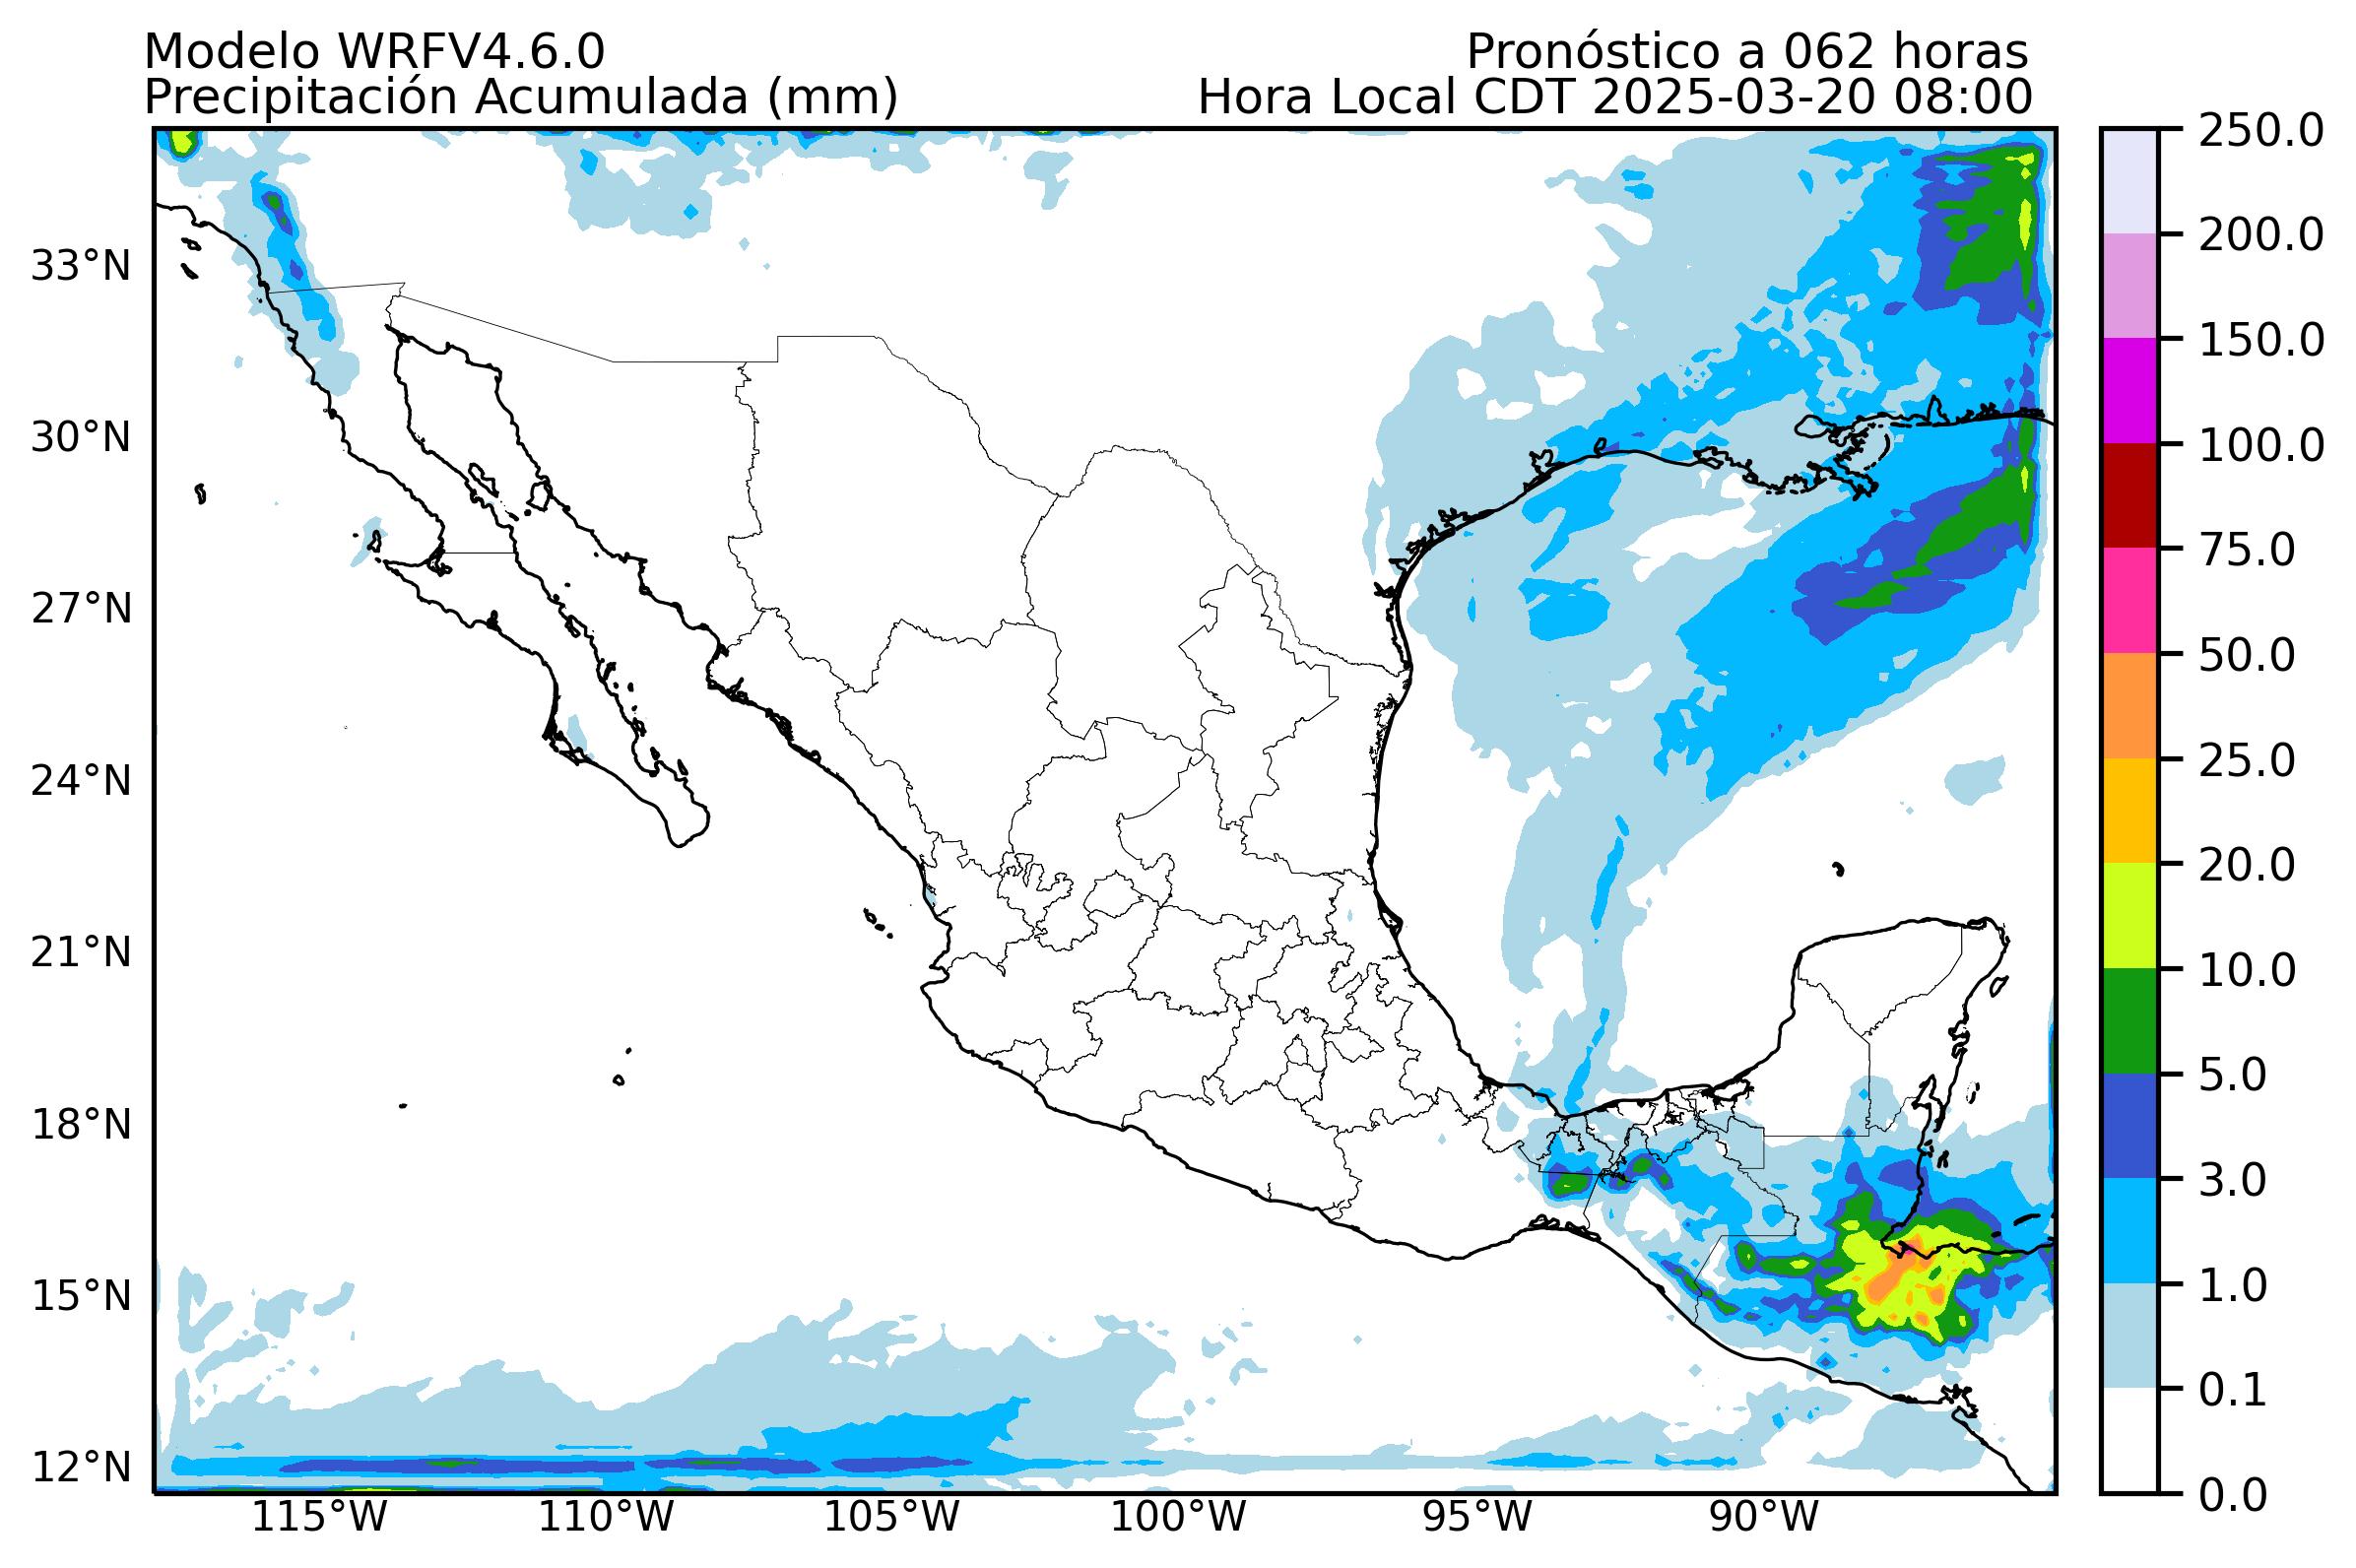 Modelo WRFV4.6.0
Pronóstico a 062 horas
Precipitación Acumulada (mm)
Hora Local CDT 2025-03-20 08:00
33°N
30°N
27°N
24°N
21°N
18°N
15°N
12°N
115°W
110°W
105°W
100°W
95°W
90°W
250.0
200.0
150.0
100.0
75.0
50.0
25.0
20.0
10.0
5.0
3.0
1.0
0.1
0.0